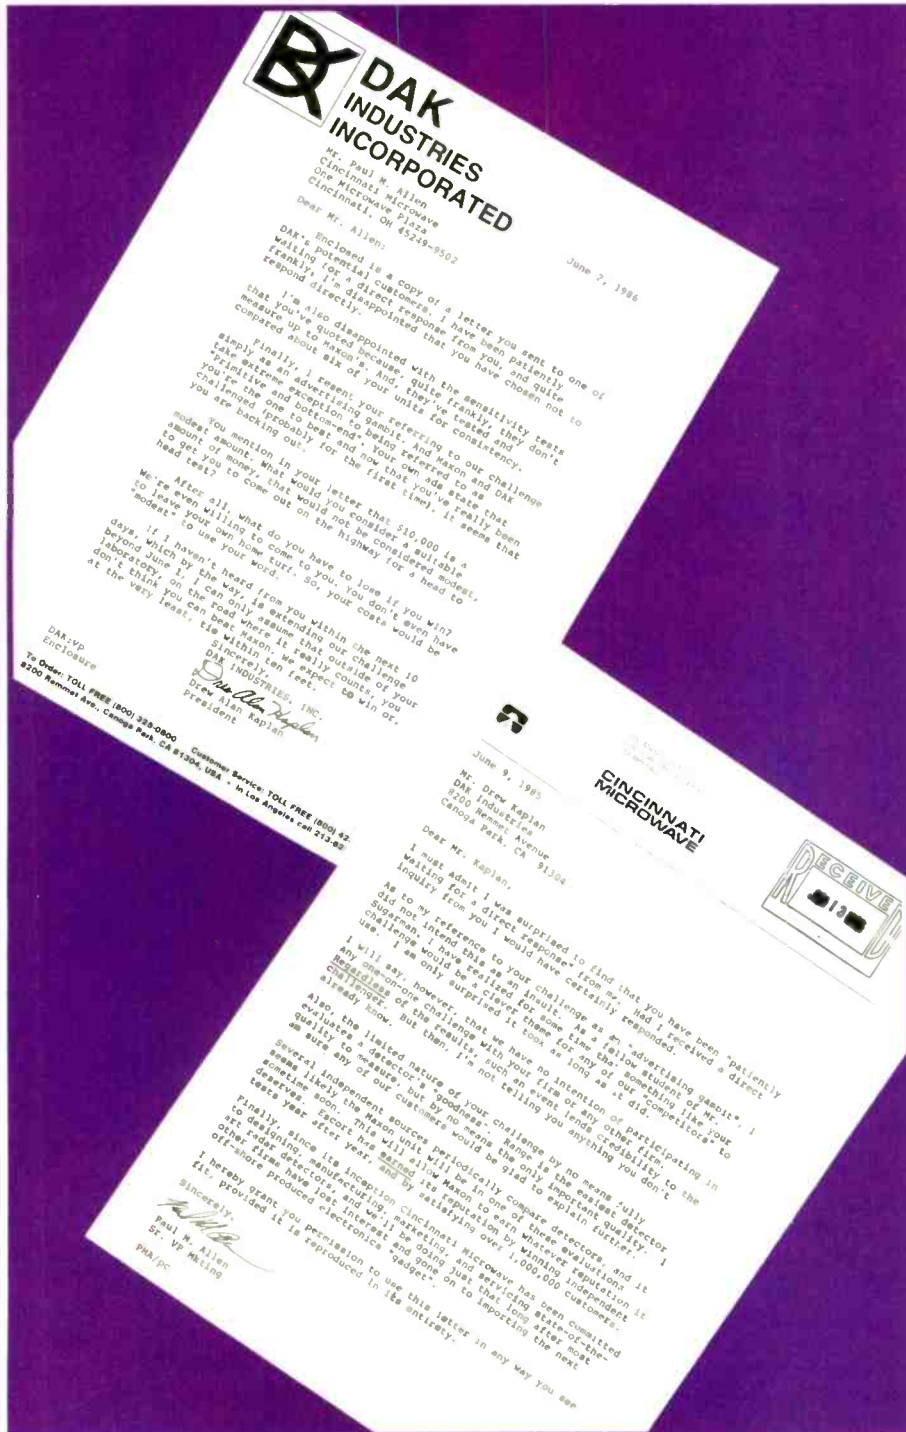 DAK
INDUSTRIES
INCORPORATED
Mr. Paul M. Allen
Cincinnati Microwave
One Microwave Plaza
Cincinnati, OH 45249-9502
June 2, 1986
Dear Mr. Allen:
Enclosed is a copy of a letter you sent to one of
DAK's potential customers. I have been patiently
waiting for a direct response from you, and quite
frankly, I'm disappointed that you have chosen not to
respond directly.
I'm also disappointed with the sensitivity tests
that you've quoted because, quite frankly, they don't
measure up to Maxon's. And, they've tested and
compared about six of your units for consistency.
Finally, I resent your referring to our challenge
simply as an advertising gambit. And Maxon and DAK
take extreme exception to being referred to as
"primitive and bottom-end". Your own ads state that
you're the one to beat and now that you've really been
challenged (probably for the first time), it seems that
you are backing out.
You mention in your letter that $10,000 is a
modest amount. What would you consider a suitable
amount of money, that would not be considered modest,
to get you to come out on the highway for a head to
head test?
After all, what do you have to lose if you win?
We're even willing to come to you. You don't even have
to leave your own home turf. So, your costs would be
modest" to use your word.
If I haven't heard from you within the next 10
days, which by the way, is extending our challenge
beyond June 1, I can only assume that outside of your
laboratory, on the road where it really counts, you
don't think you can beat Maxon. We expect to win or,
at the very least, tie within ten feet.
Sincerely,
DAK INDUSTRIES, INC.
Drew Alan Kaplan
Drew Alan Kaplan
President
DAK:vp
Enclosure
To Order: TOLL FREE (800) 325-0800 Customer Service: TOLL FREE (800) 42
8200 Remmet Ave., Canoga Park, CA 91304, USA • In Los Angeles call 213-82
CINCINNATI
MICROWAVE
RECEIVED
June 9, 1986
Mr. Drew Kaplan
DAK Industries
8200 Remmet Avenue
Canoga Park, CA 91304
Dear Mr. Kaplan,
I must admit I was surprised to find that you have been "patiently
waiting for a direct response" from me. Had I received a direct
inquiry from you I would have certainly responded.
As to my reference to your challenge as an "advertising gambit", I
did not intend this as an insult. As a fellow student of Mr.
Sugarman, I have realized for some time that something like your
challenge would be a clever theme for any of our "competitors" to
use. I am only surprised it took as long as it did.
I will say, however, that we have no intention of participating in
any one-on-one challenge with your firm or any other firm.
Regardless of the results, such an event lends credibility to the
challenger. But then, I'm not telling you anything you don't
already know.
Also, the limited nature of your challenge by no means fully
evaluates a detector's "goodness". Range is the easiest detector
quality to measure, but by no means the only important quality. I
am sure any of our customers would be glad to explain further.
Several independent sources periodically compare detectors, and it
seems likely the Maxon unit will be in one of these evaluations
sometime soon. This will allow Maxon to earn whatever reputation it
deserves. Escort has earned its reputation by winning independent
tests year after year, and by satisfying over 1,000,000 customers.
Finally, since its inception Cincinnati Microwave has been committed
to designing, manufacturing, marketing, and servicing state-of-the-
art radar detectors, and we'll be doing just that long after most
other firms have lost interest and gone on to importing the next
off-shore produced electronics "gadget".
I hereby grant you permission to use this letter in any way you see
fit, provided it is reproduced in its entirety.
Sincerely,
Paul M. Allen
Sr. VP Mkting
PMA/pc